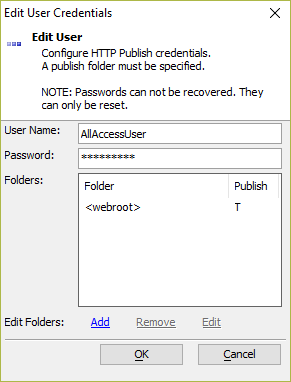 Edit User Credentials
Edit User
Configure HTTP Publish credentials.
A publish folder must be specified.
NOTE: Passwords can not be recovered. They
can only be reset.
User Name: AllAccessUser
Password: *********
Folders:
Folder Publish
<webroot> T
Edit Folders: Add Remove Edit
OK Cancel